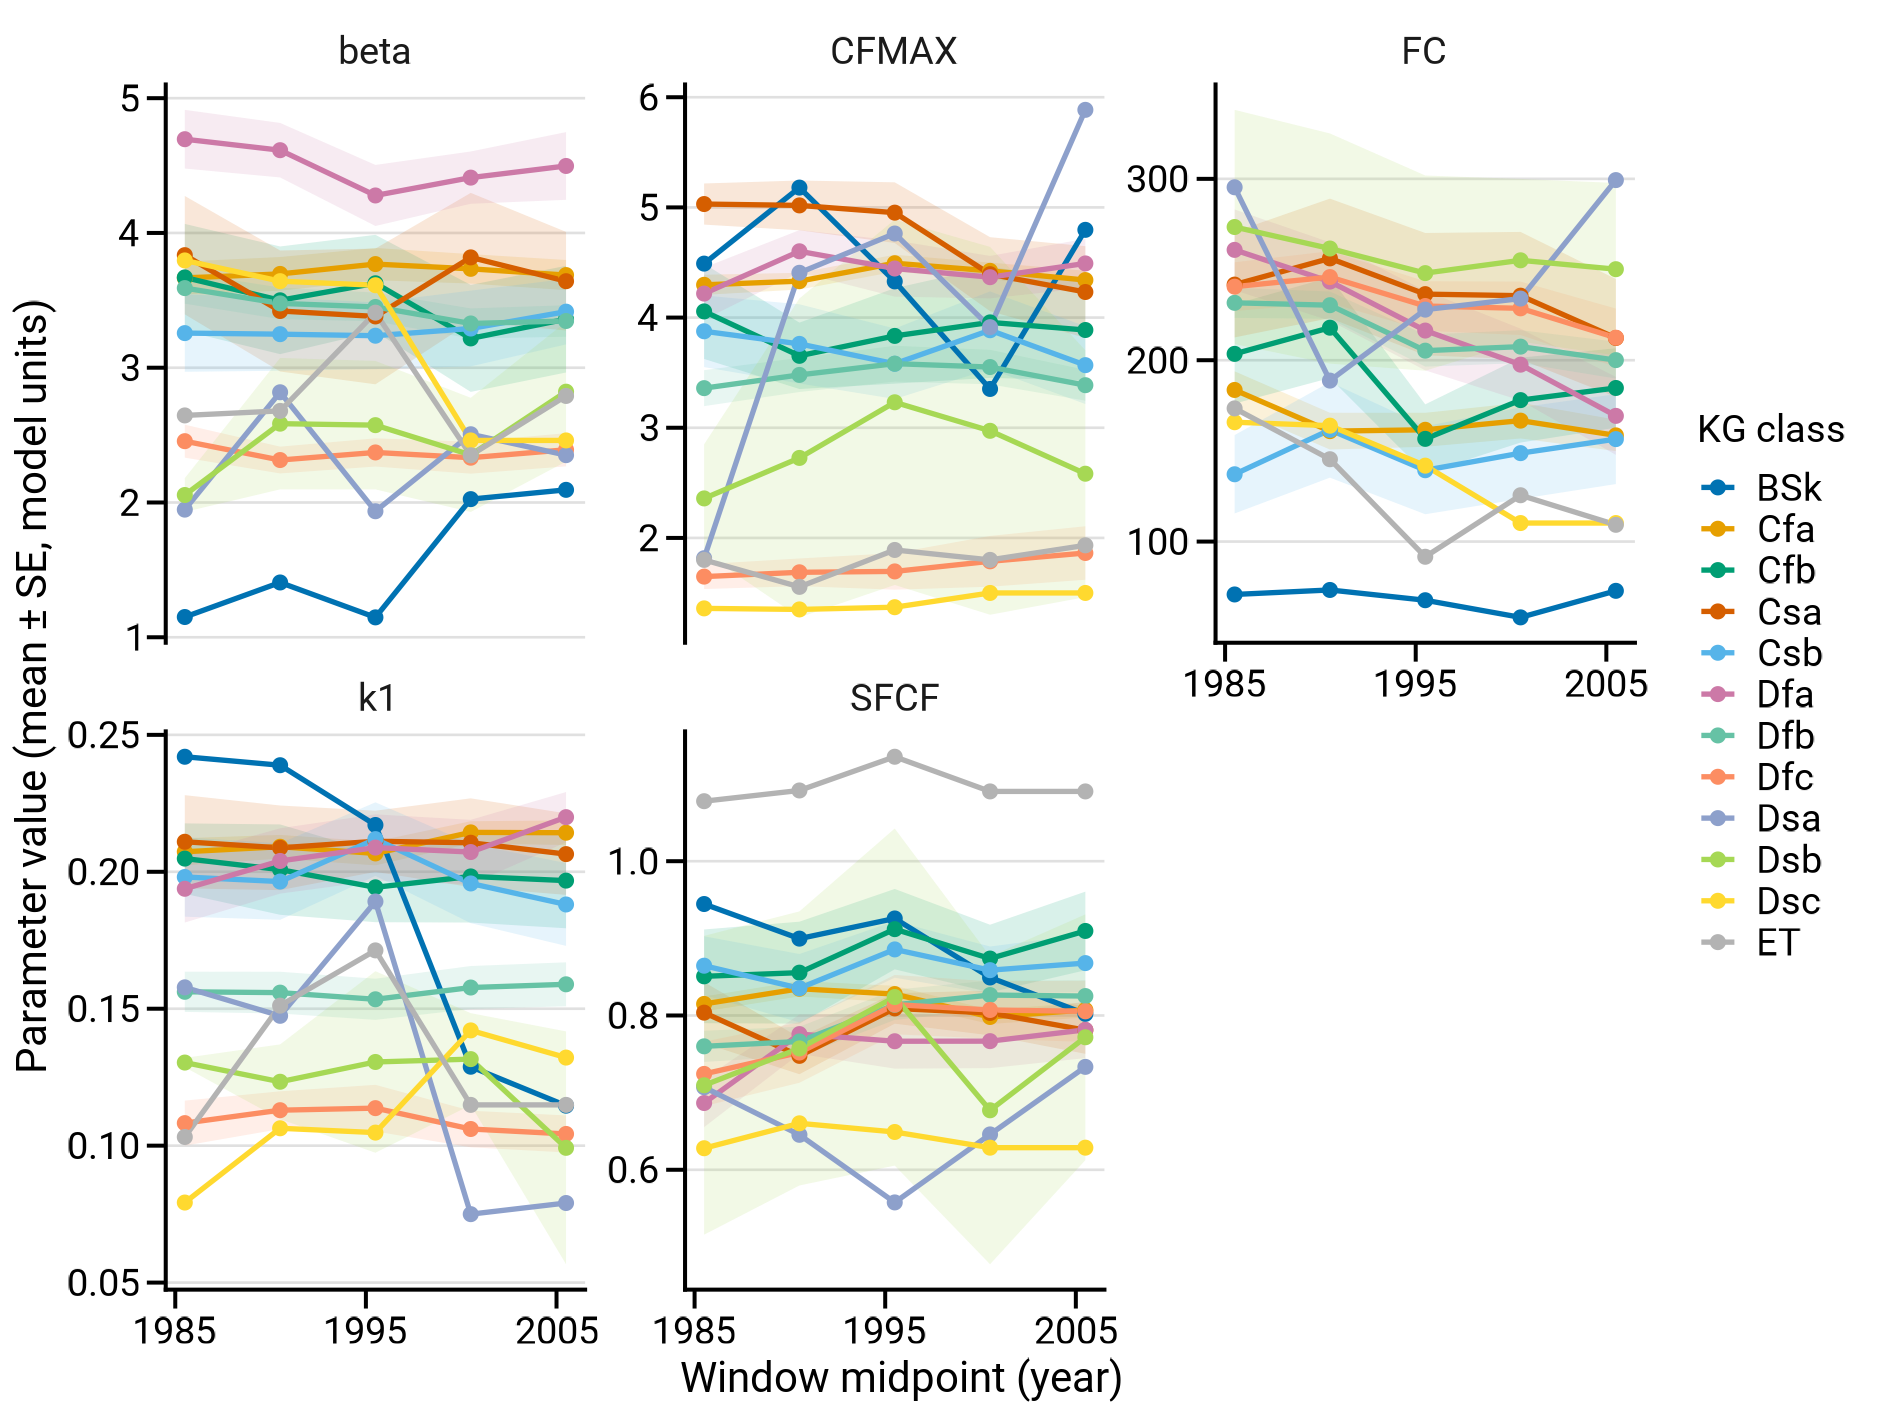 beta
CFMAX
FC
5
4
3
2
1
6
5
4
3
2
300
200
100
1985
1995
2005
Parameter value (mean ± SE, model units)
k1
SFCF
0.25
0.20
0.15
0.10
0.05
1.0
0.8
0.6
1985
1995
2005
1985
1995
2005
Window midpoint (year)
KG class
BSk
Cfa
Cfb
Csa
Csb
Dfa
Dfb
Dfc
Dsa
Dsb
Dsc
ET